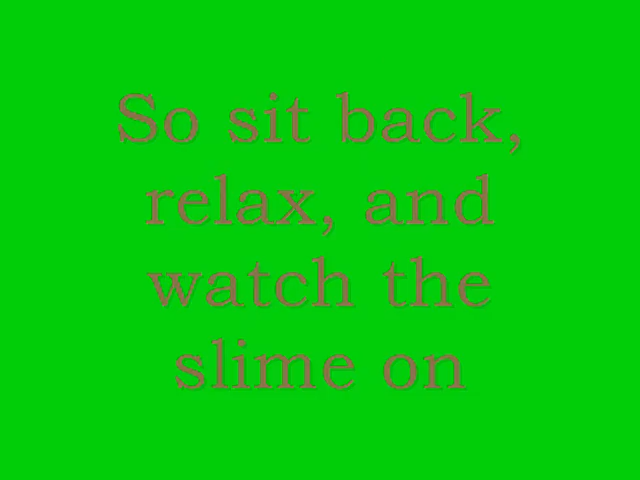 So sit back,
relax, and
watch the
slime on